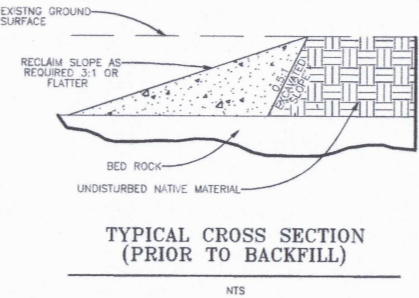 EXISTNG GROUND
SURFACE
RECLAIM SLOPE AS
REQUIRED 3:1 OR
FLATTER
0.5:1
EXCAVATED
SLOPE
BED ROCK
UNDISTURBED NATIVE MATERIAL
TYPICAL CROSS SECTION
(PRIOR TO BACKFILL)
NTS